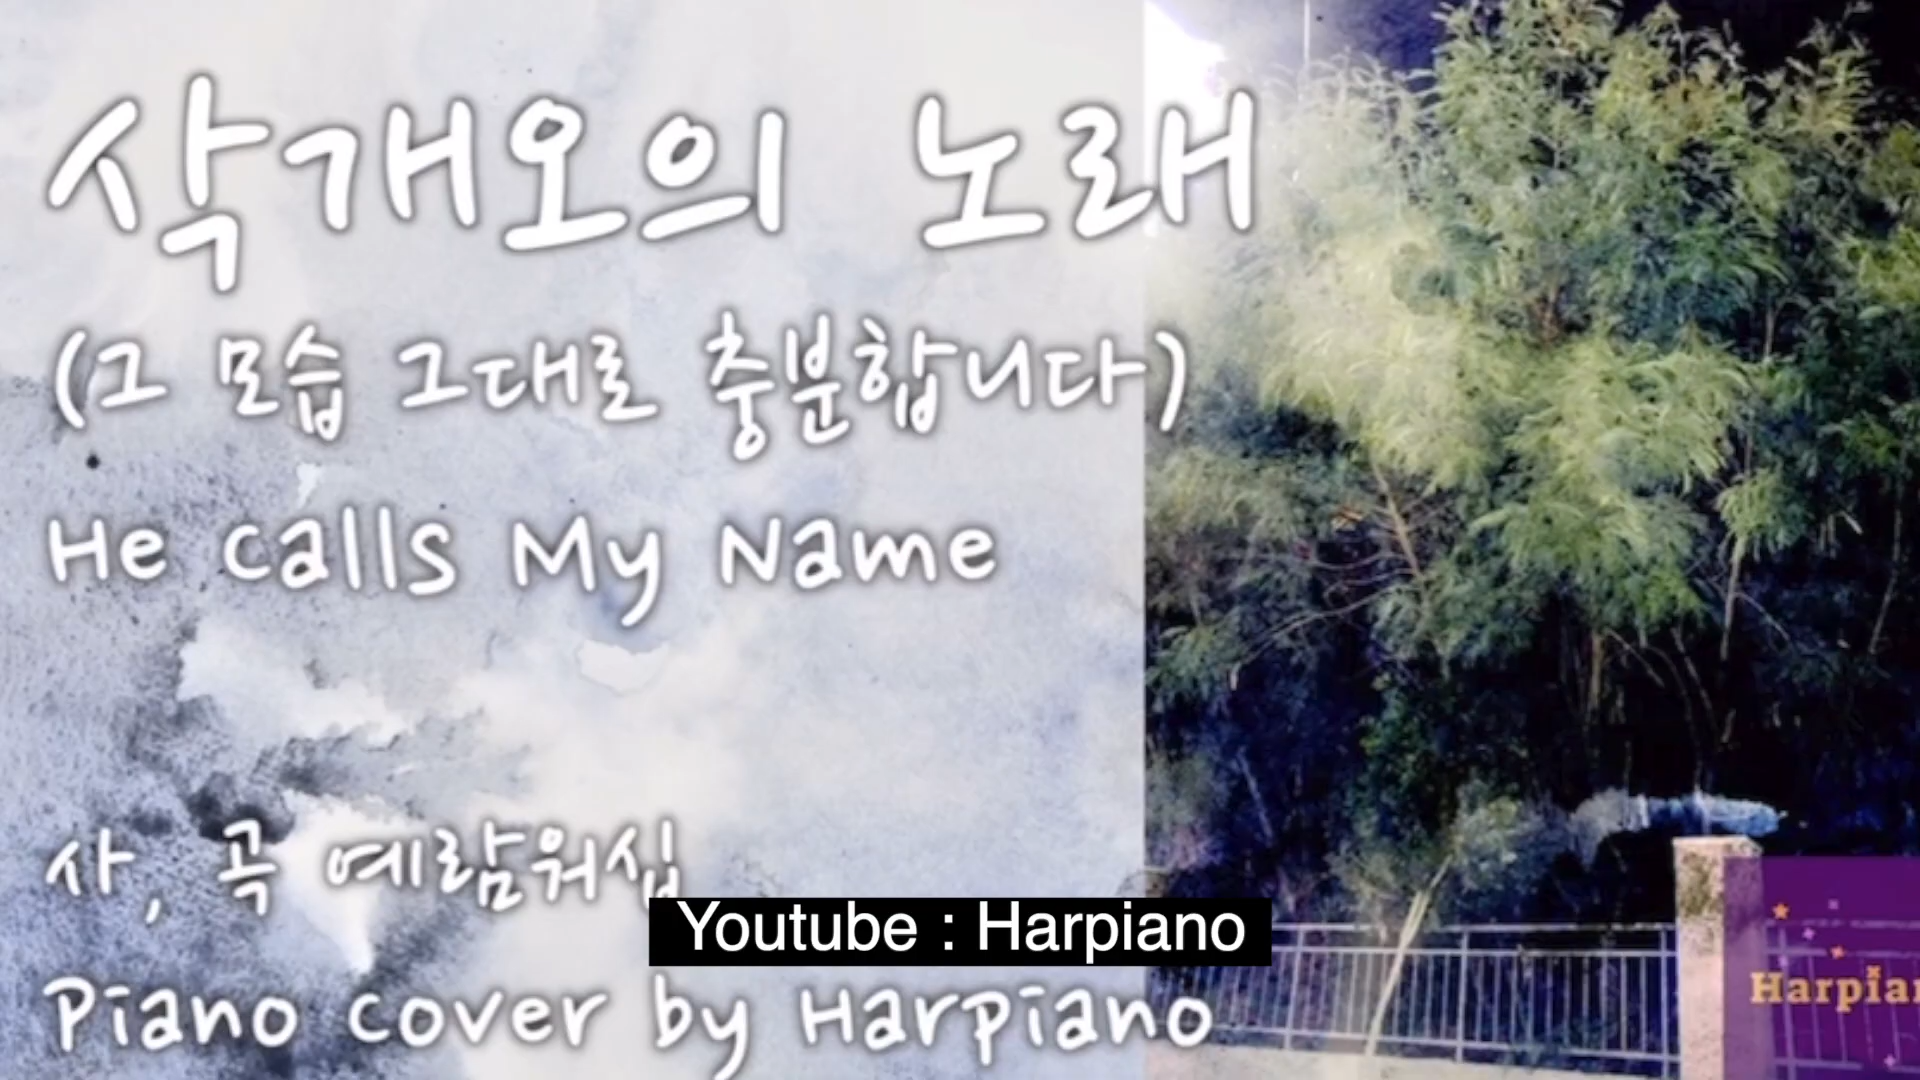 삭개오의 노래
(그 모습 그대로 충분합니다)
He Calls My Name
사, 곡 예람워십
Youtube : Harpiano
Piano cover by Harpiano